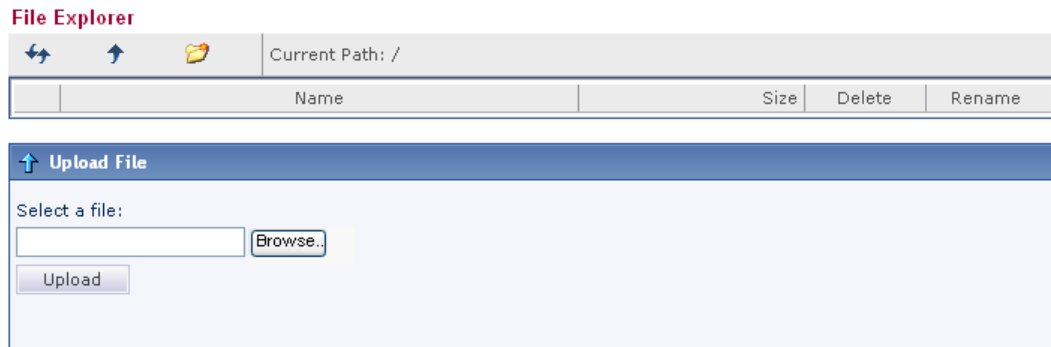 File Explorer
Current Path: /
Name Size Delete Rename
Upload File
Select a file:
Browse..
Upload